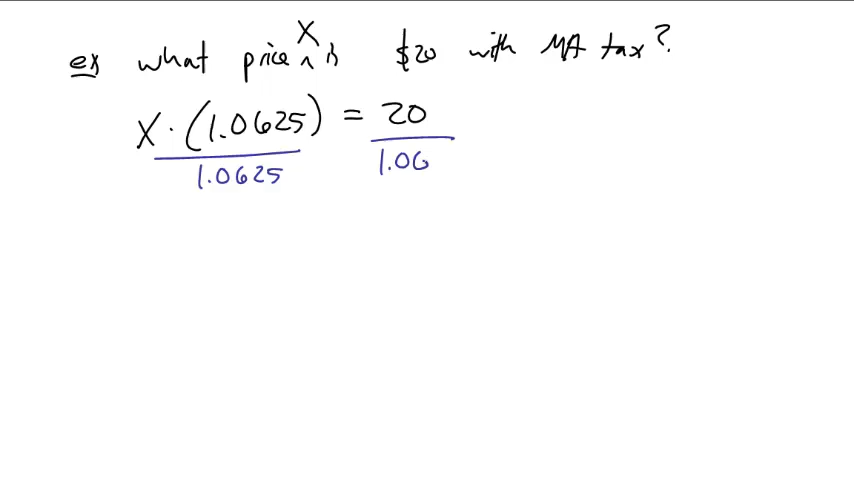 ex what price x ^ is $20 with MA tax?
x · (1.0625) = 20
1.0625 1.06